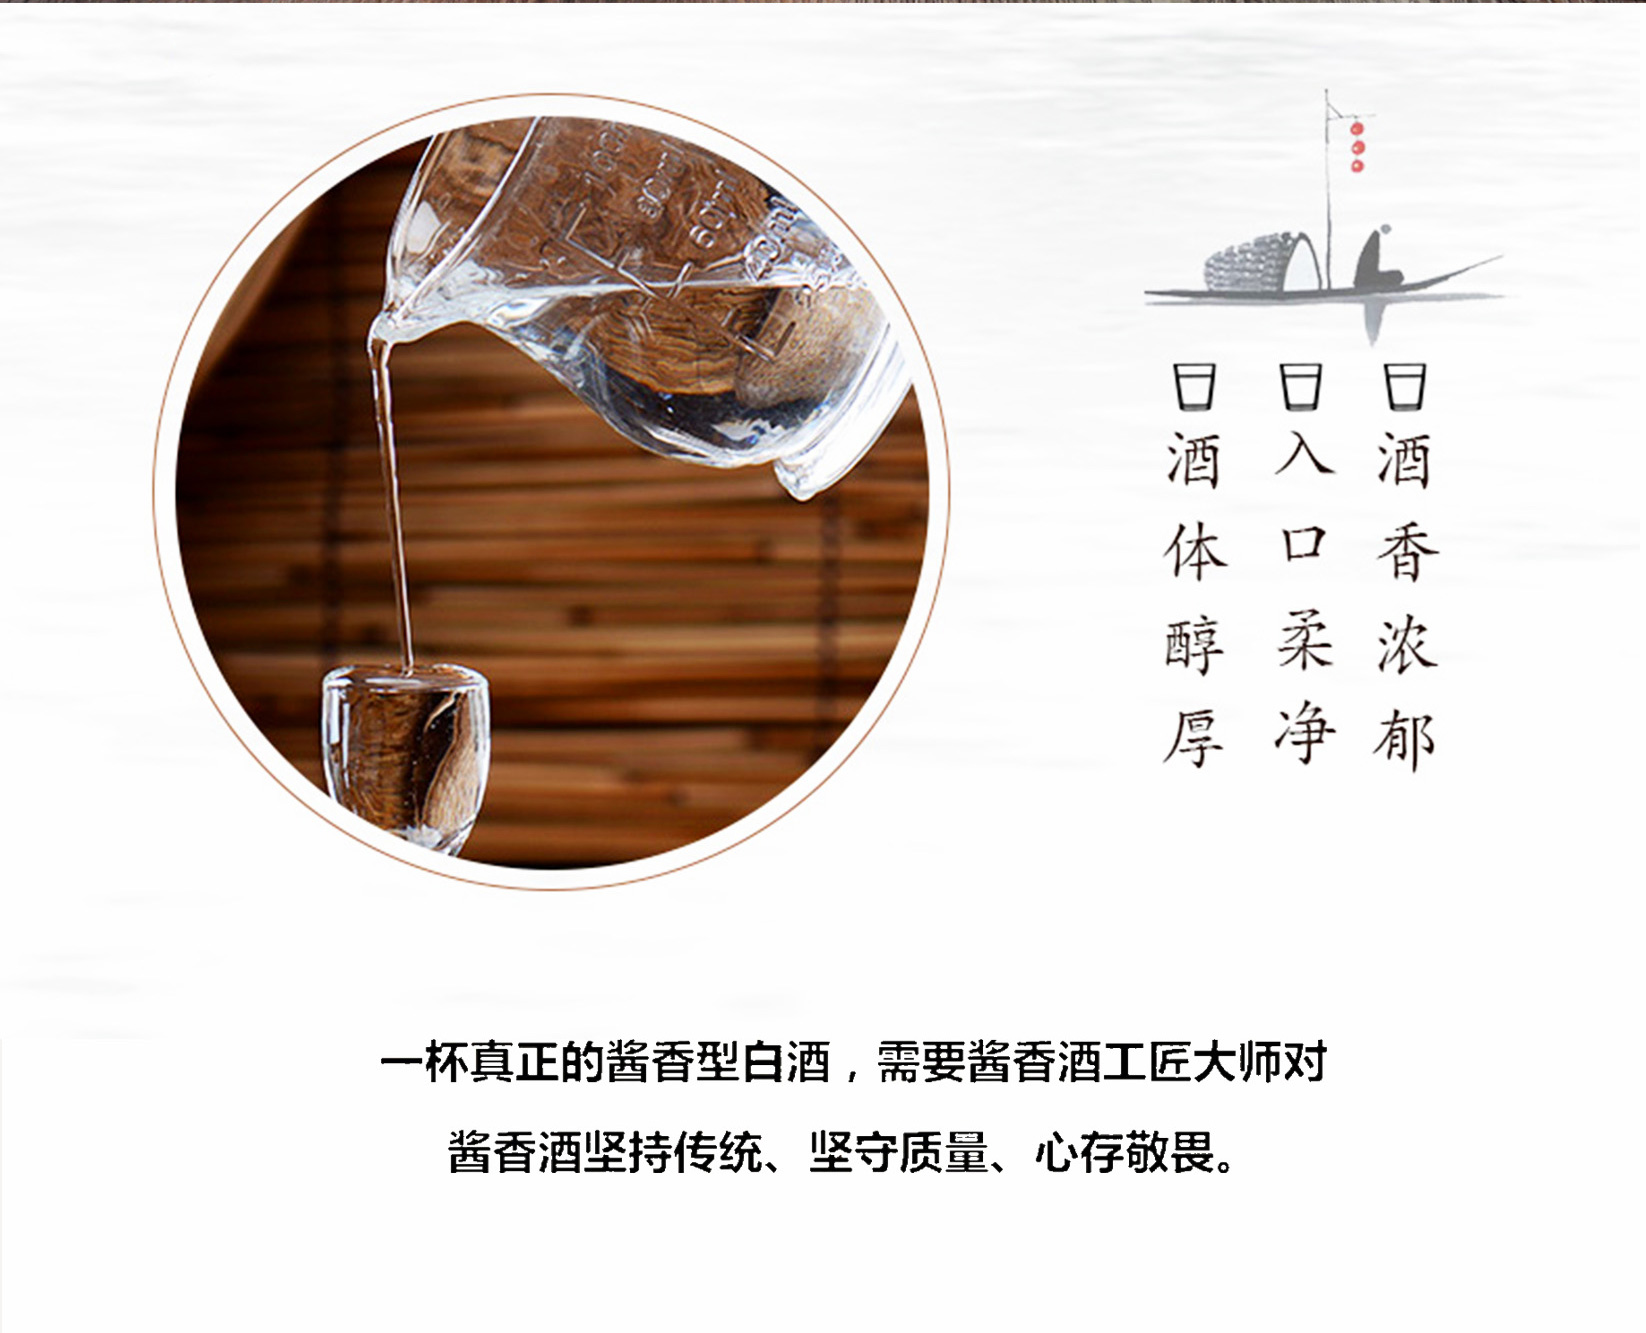 酒香浓郁
入口柔净
酒体醇厚
一杯真正的酱香型白酒，需要酱香酒工匠大师对
酱香酒坚持传统、坚守质量、心存敬畏。
60ml